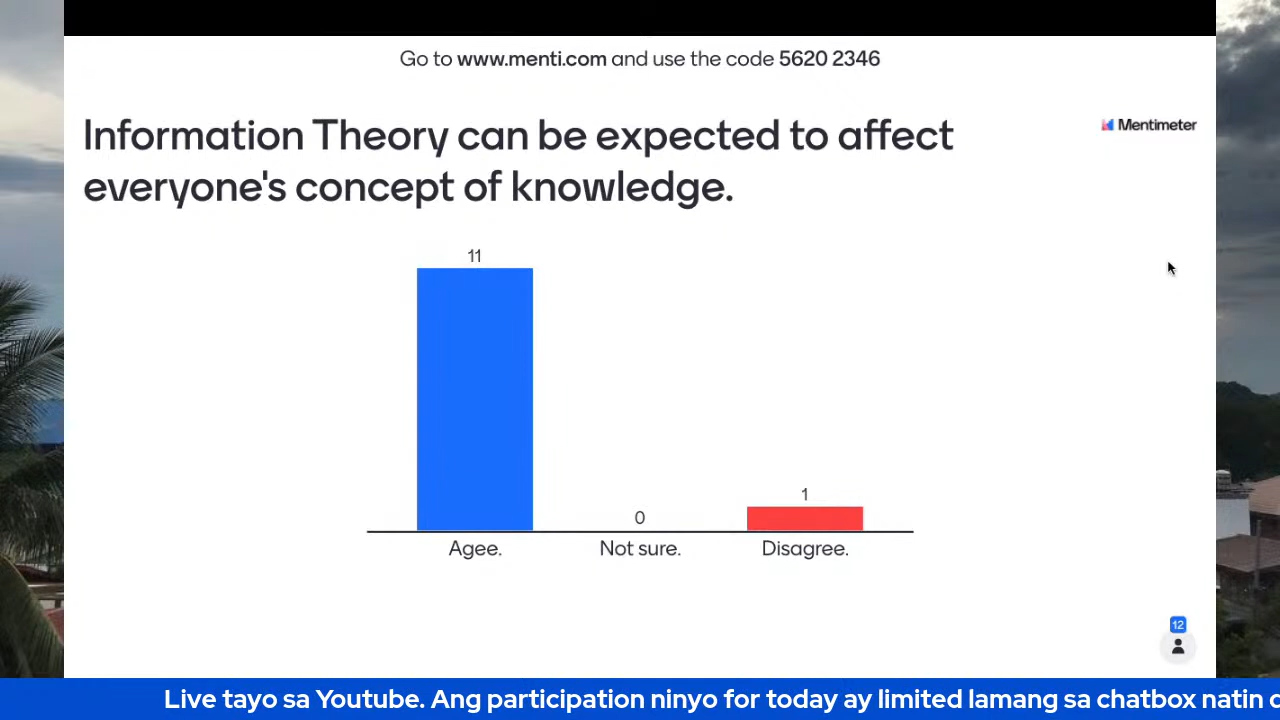 Go to www.menti.com and use the code 5620 2346
Information Theory can be expected to affect
everyone's concept of knowledge.
Mentimeter
11
0
1
Agee.
Not sure.
Disagree.
12
Live tayo sa Youtube. Ang participation ninyo for today ay limited lamang sa chatbox natin